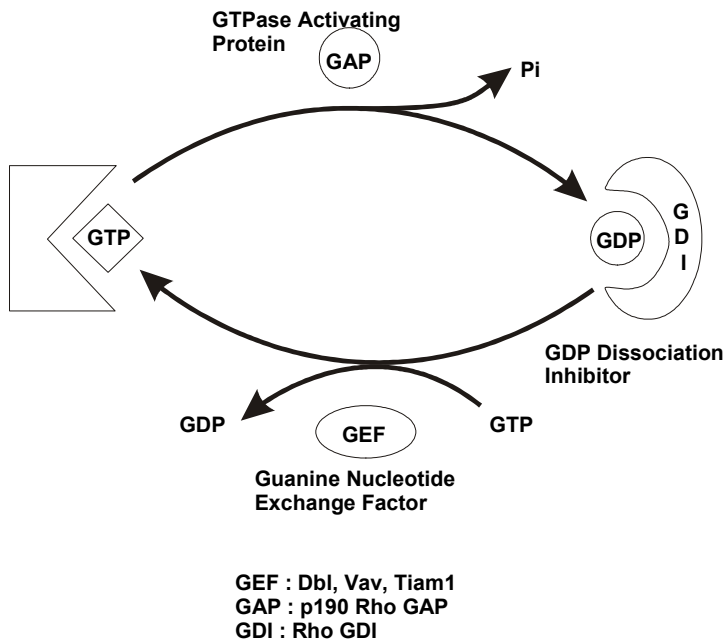 GTPase Activating
Protein
GAP
Pi
GTP
GDP
G
D
I
GDP Dissociation
Inhibitor
GDP
GEF
GTP
Guanine Nucleotide
Exchange Factor
GEF : Dbl, Vav, Tiam1
GAP : p190 Rho GAP
GDI : Rho GDI